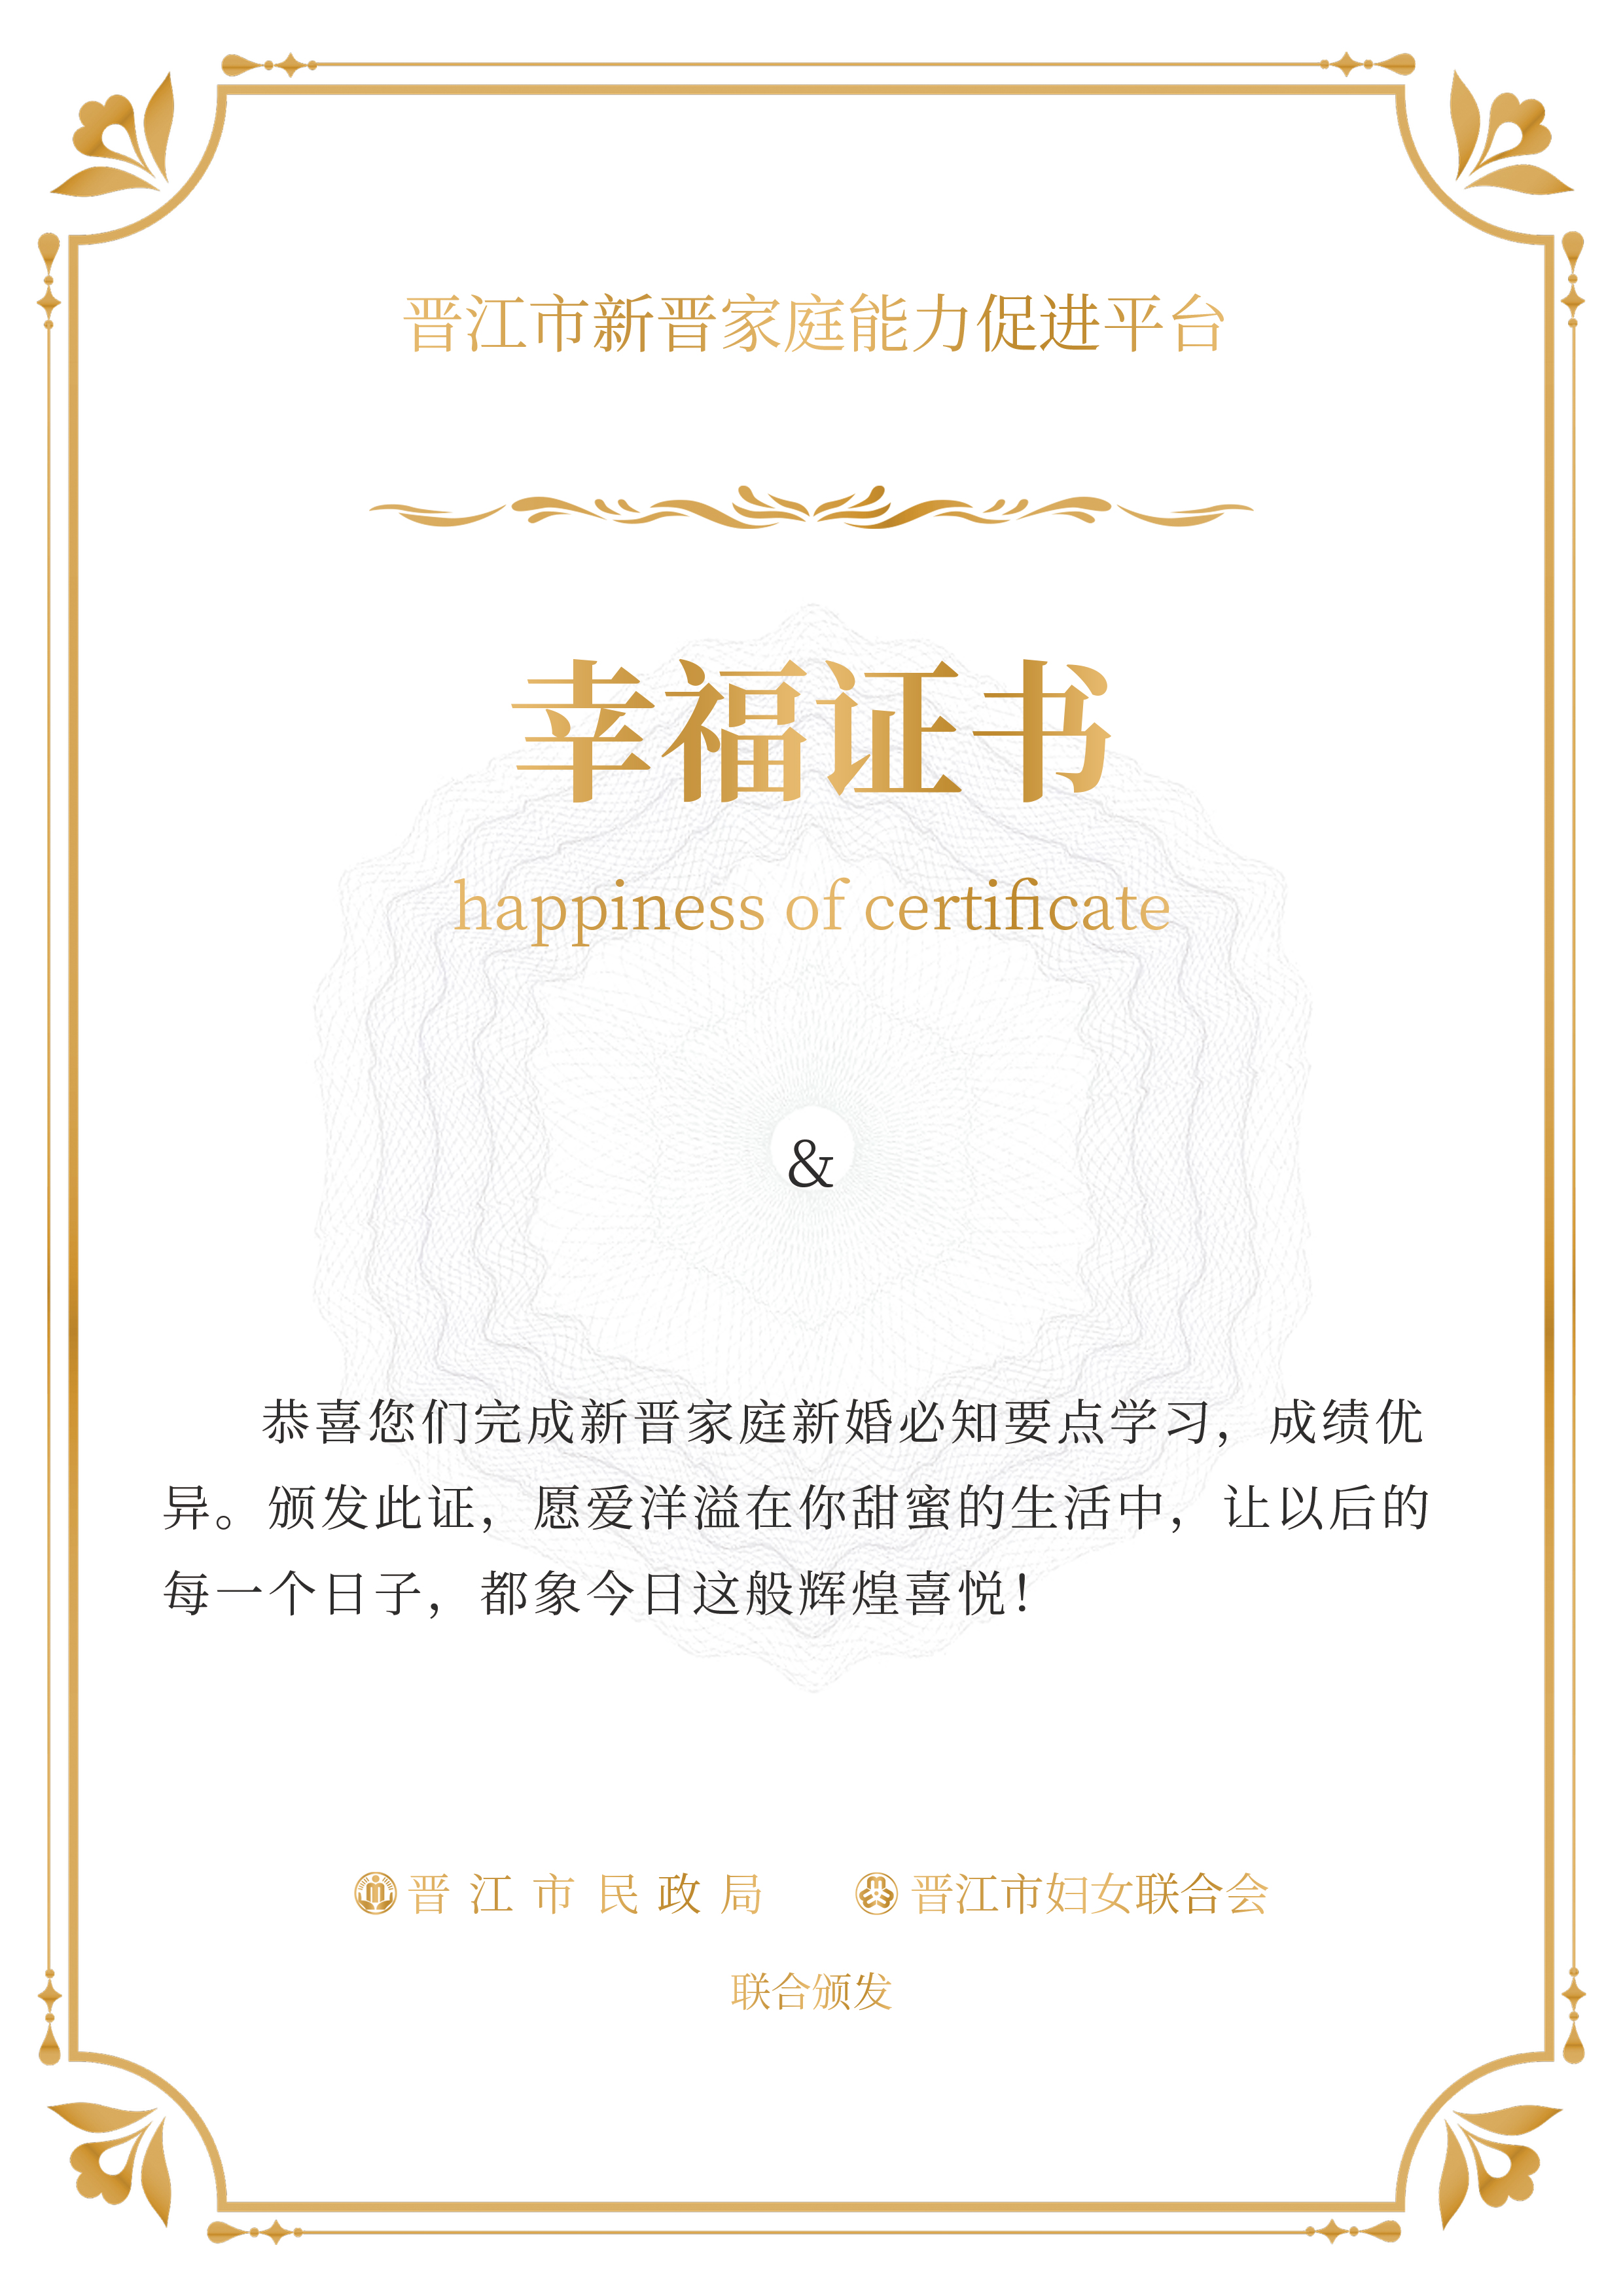 晋江市新晋家庭能力促进平台
幸福证书
happiness of certificate
&
恭喜您们完成新晋家庭新婚必知要点学习，成绩优
异。颁发此证，愿爱洋溢在你甜蜜的生活中，让以后的
每一个日子，都象今日这般辉煌喜悦！
晋江市民政局 晋江市妇女联合会
联合颁发